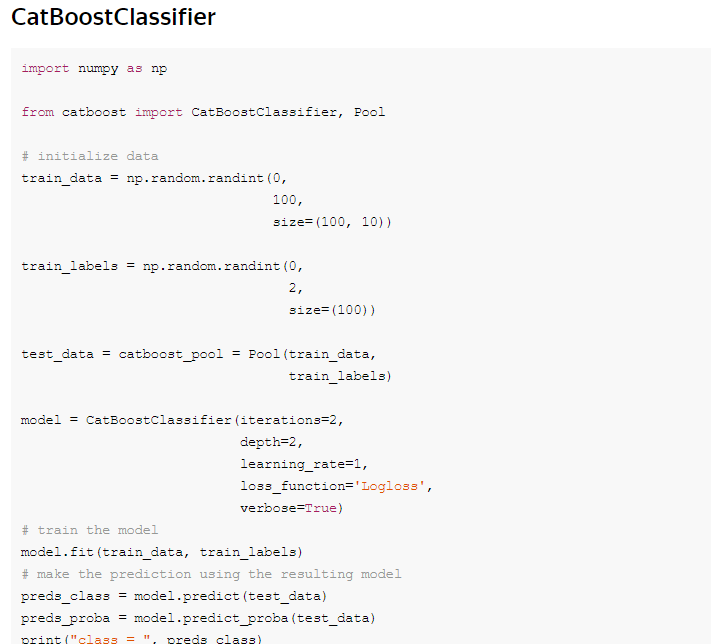 CatBoostClassifier
import numpy as np
from catboost import CatBoostClassifier, Pool
# initialize data
train_data = np.random.randint(0,
100,
size=(100, 10))
train_labels = np.random.randint(0,
2,
size=(100))
test_data = catboost_pool = Pool(train_data,
train_labels)
model = CatBoostClassifier(iterations=2,
depth=2,
learning_rate=1,
loss_function='Logloss',
verbose=True)
# train the model
model.fit(train_data, train_labels)
# make the prediction using the resulting model
preds_class = model.predict(test_data)
preds_proba = model.predict_proba(test_data)
print("class = ", preds_class)